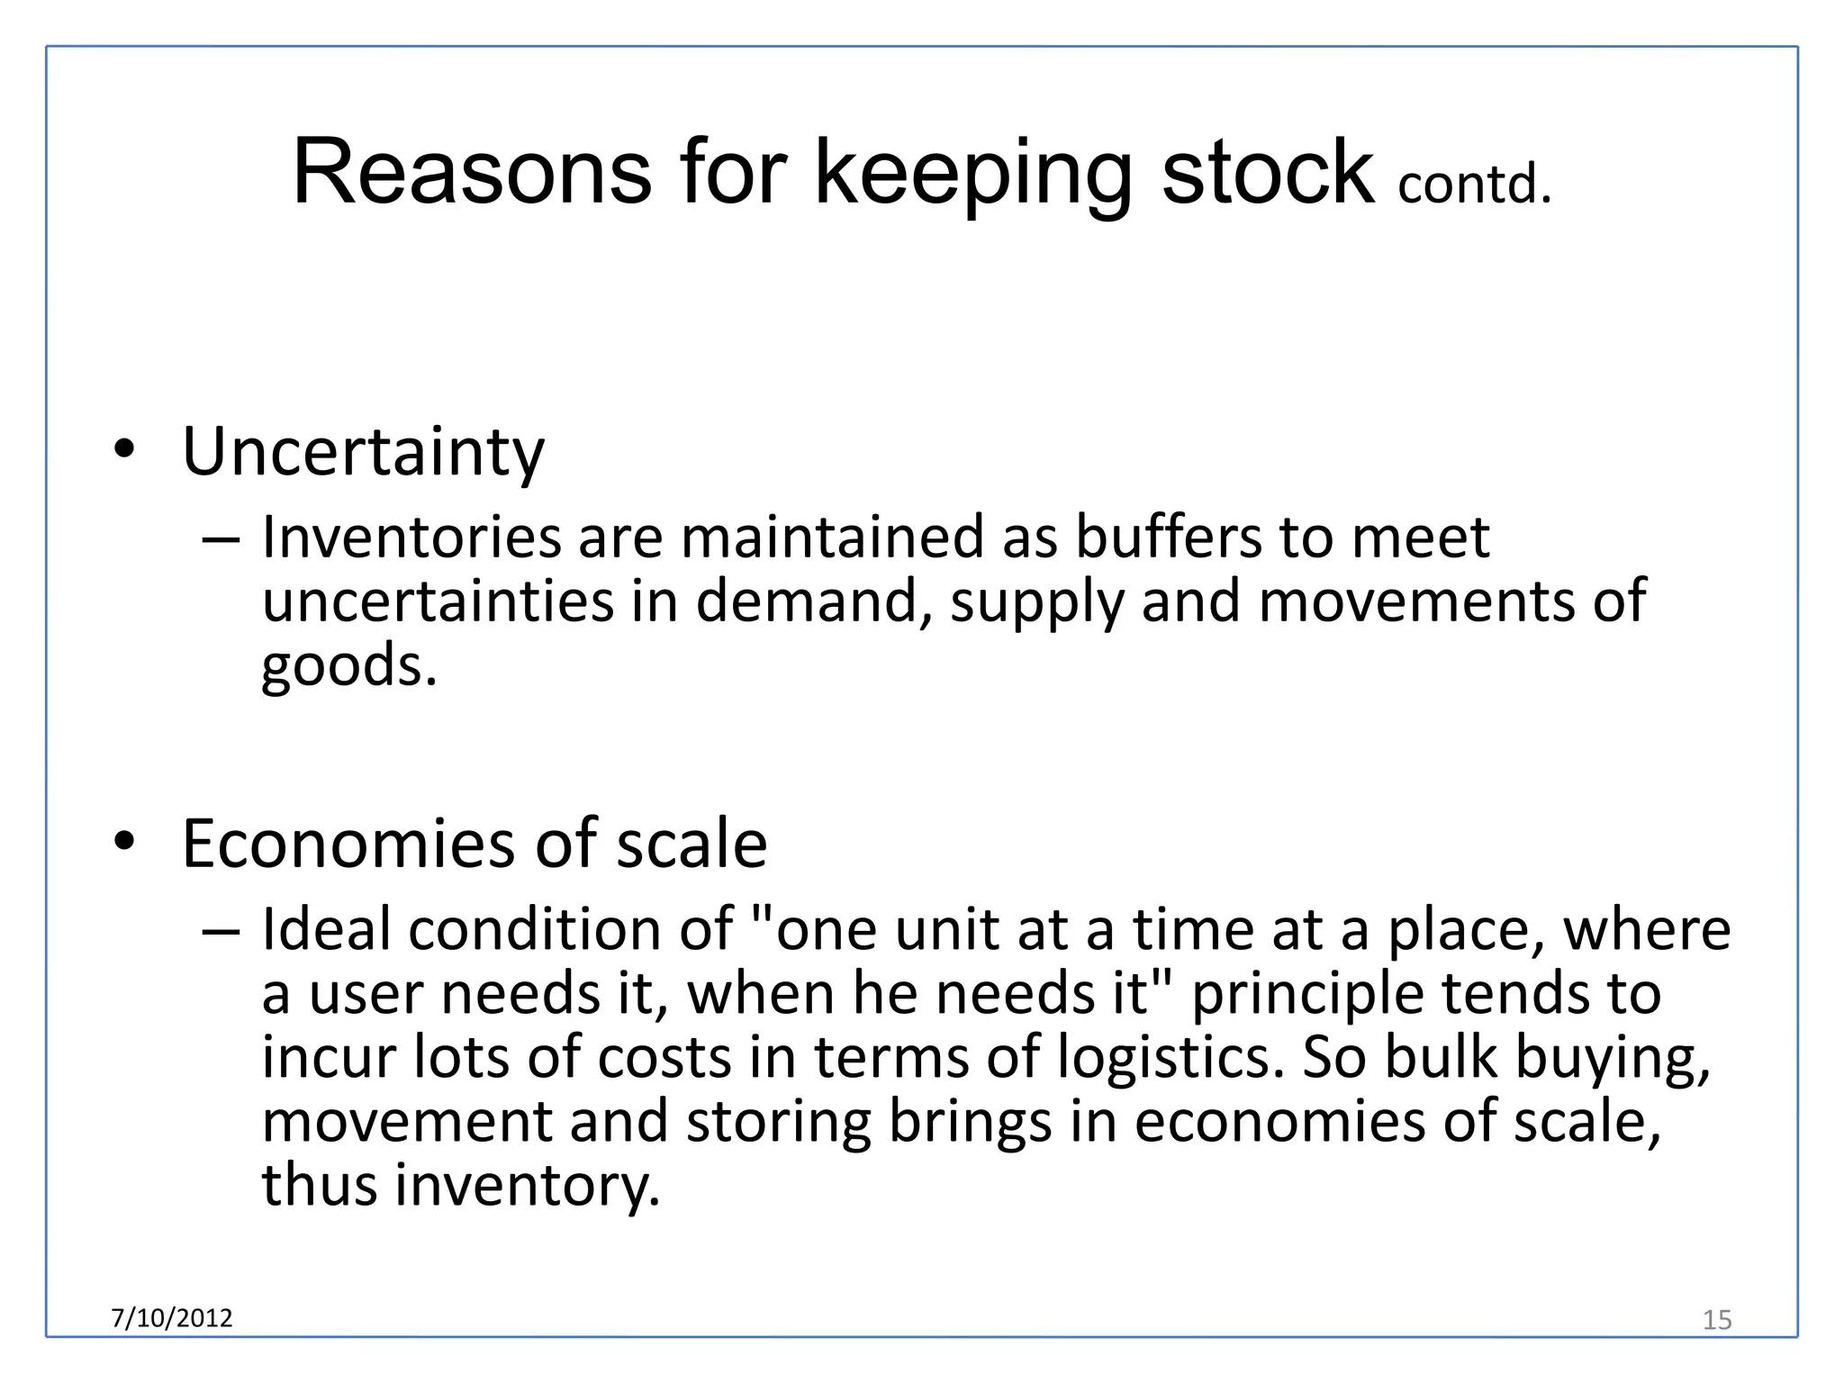 Reasons for keeping stock contd.
• Uncertainty
– Inventories are maintained as buffers to meet
uncertainties in demand, supply and movements of
goods.
• Economies of scale
– Ideal condition of "one unit at a time at a place, where
a user needs it, when he needs it" principle tends to
incur lots of costs in terms of logistics. So bulk buying,
movement and storing brings in economies of scale,
thus inventory.
7/10/2012
15